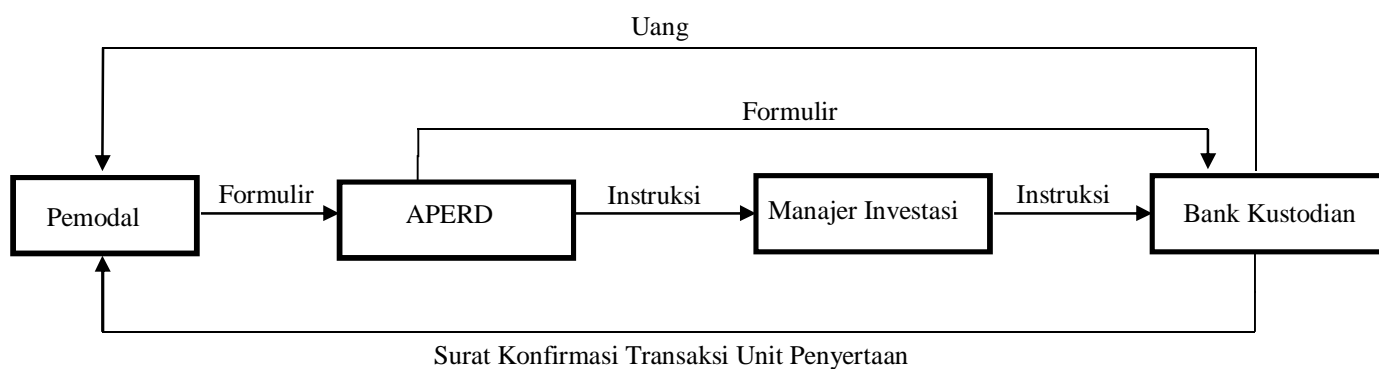 Uang
Formulir
Pemodal
Formulir
APERD
Instruksi
Manajer Investasi
Instruksi
Bank Kustodian
Surat Konfirmasi Transaksi Unit Penyertaan